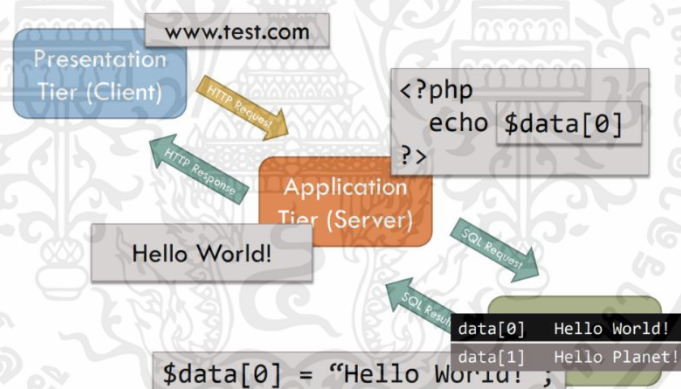 www.test.com
Presentation
Tier (Client)
HTTP Request
<?php
echo $data[0]
?>
HTTP Response
Application
Tier (Server)
Hello World!
SQL Request
SQL
data[0] Hello World!
data[1] Hello Planet!
$data[0] = “Hello World!”;